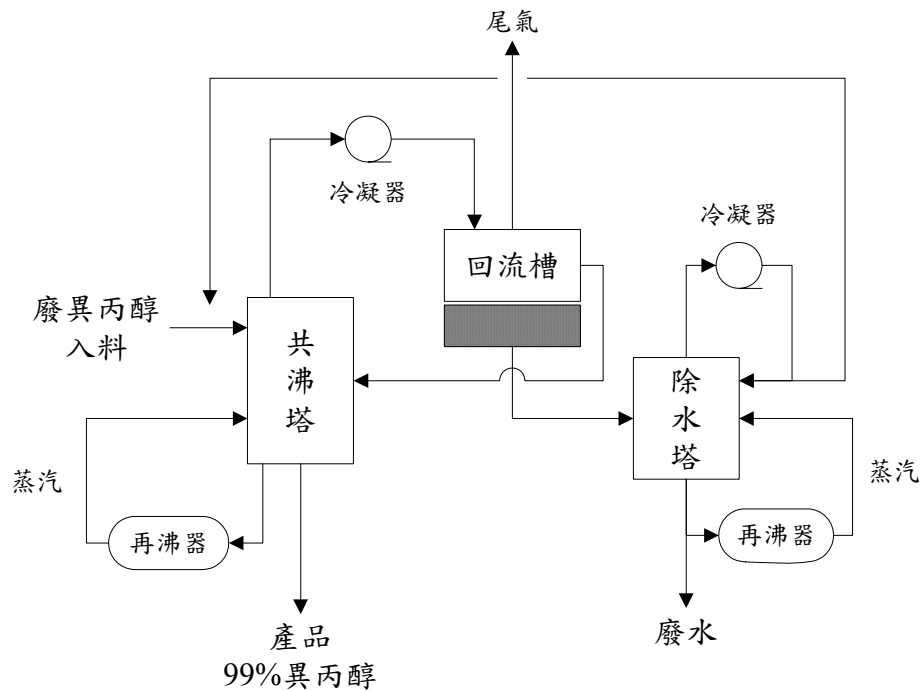 尾氣
冷凝器
冷凝器
回流槽
廢異丙醇
入料
共沸塔
除水塔
蒸汽
蒸汽
再沸器
再沸器
產品
99%異丙醇
廢水